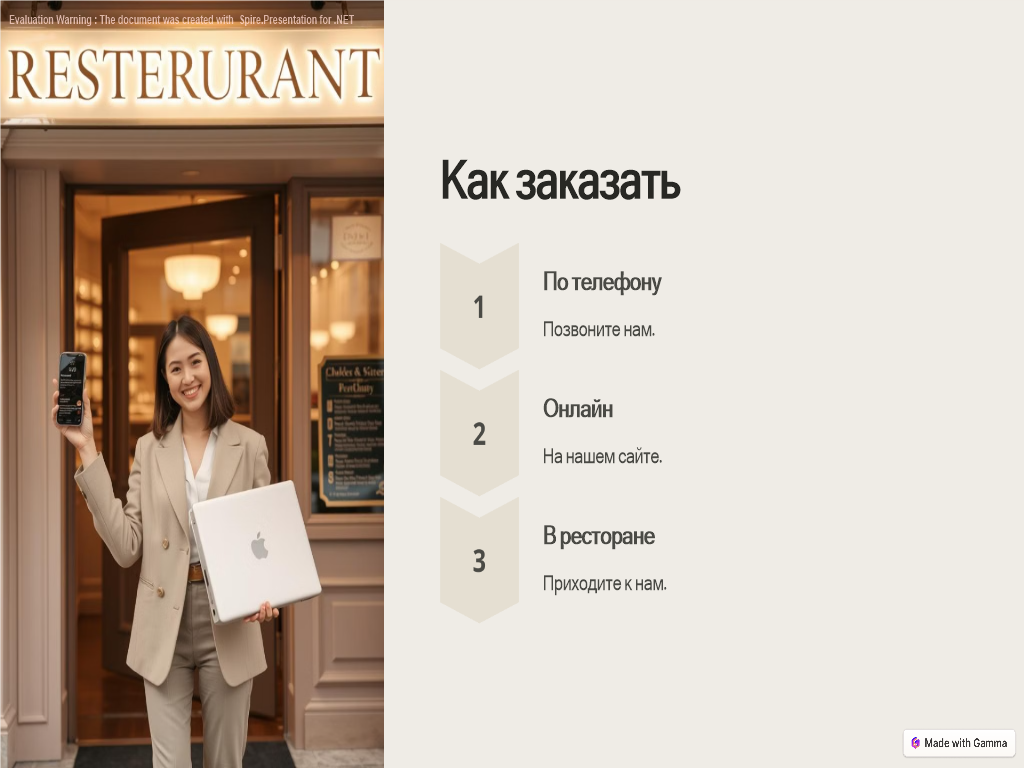 Evaluation Warning : The document was created with Spire.Presentation for .NET
RESTERURANT
Как заказать
1
По телефону
Позвоните нам.
2
Онлайн
На нашем сайте.
3
В ресторане
Приходите к нам.
Made with Gamma